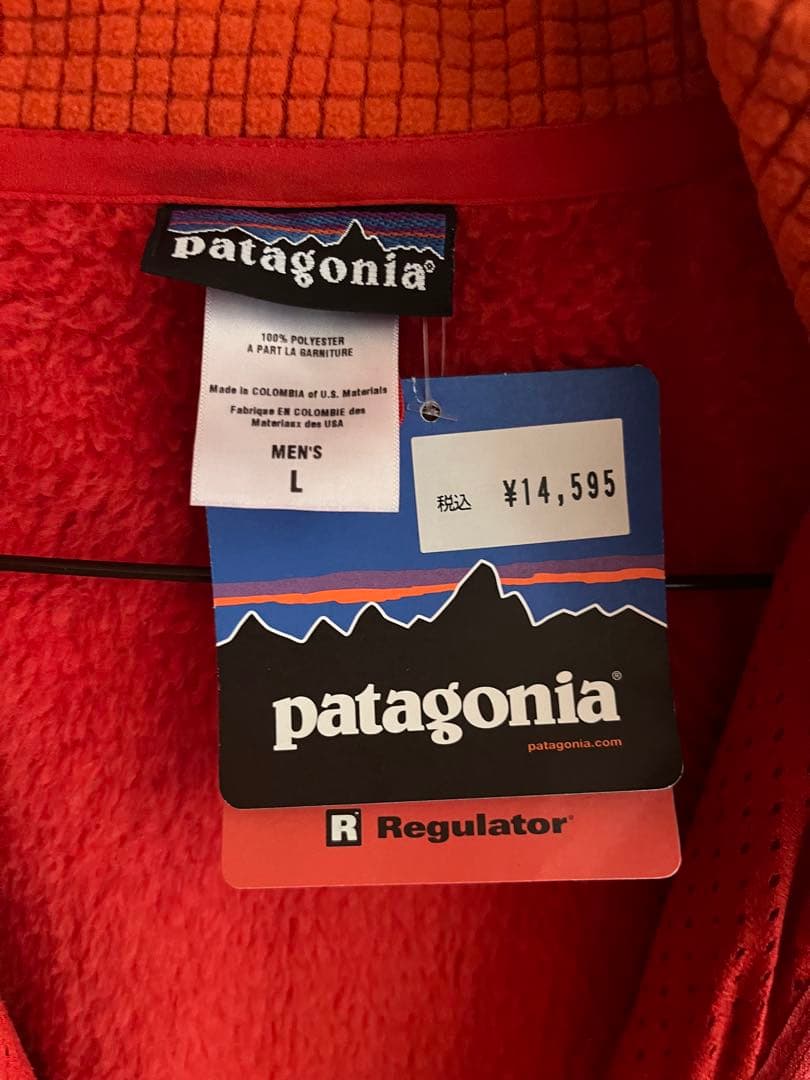 patagonia®
100% POLYESTER
A PART LA GARNITURE
Made in COLOMBIA of U.S. Materials
Fabrique EN COLOMBIE des
Materiaux des USA
MEN'S
L
税込 ¥14,595
patagonia®
patagonia.com
R Regulator®